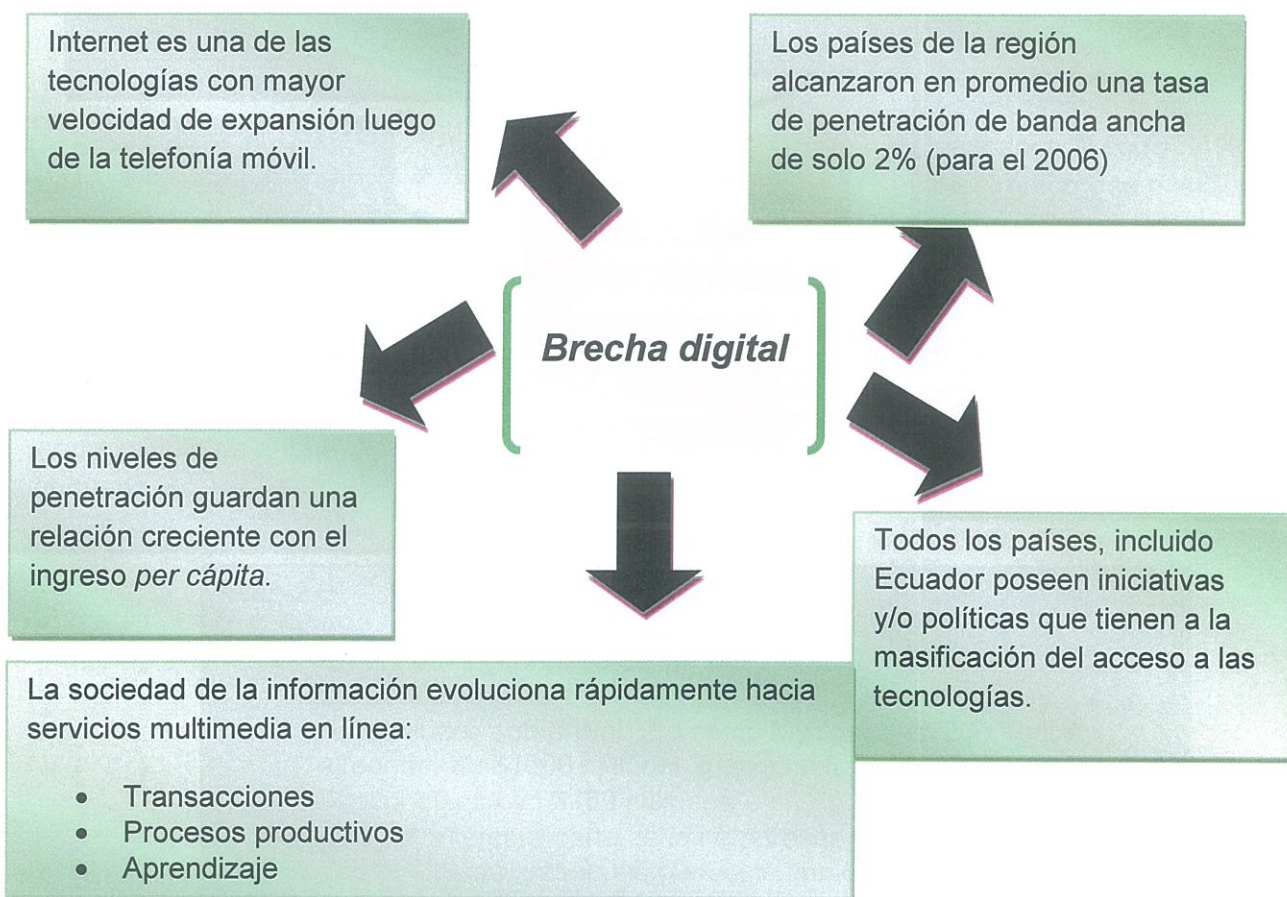 Internet es una de las
tecnologías con mayor
velocidad de expansión luego
de la telefonía móvil.
Los países de la región
alcanzaron en promedio una tasa
de penetración de banda ancha
de solo 2% (para el 2006)
Brecha digital
Los niveles de
penetración guardan una
relación creciente con el
ingreso per cápita.
Todos los países, incluido
Ecuador poseen iniciativas
y/o políticas que tienen a la
masificación del acceso a las
tecnologías.
La sociedad de la información evoluciona rápidamente hacia
servicios multimedia en línea:
• Transacciones
• Procesos productivos
• Aprendizaje